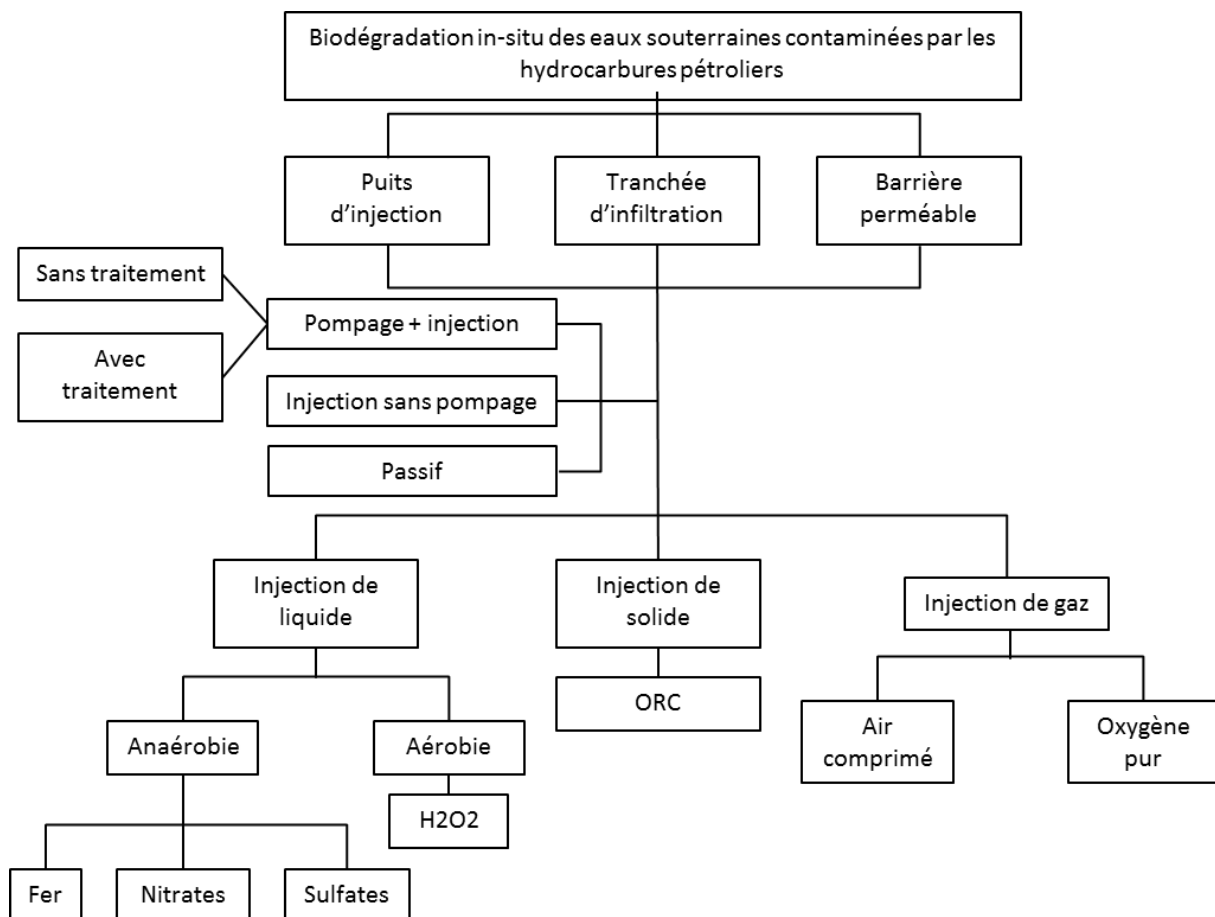 Biodégradation in-situ des eaux souterraines contaminées par les
hydrocarbures pétroliers
Puits
d’injection
Tranchée
d’infiltration
Barrière
perméable
Sans traitement
Avec
traitement
Pompage + injection
Injection sans pompage
Passif
Injection de
liquide
Injection de
solide
Injection de gaz
ORC
Anaérobie
Aérobie
Air
comprimé
Oxygène
pur
H2O2
Fer
Nitrates
Sulfates